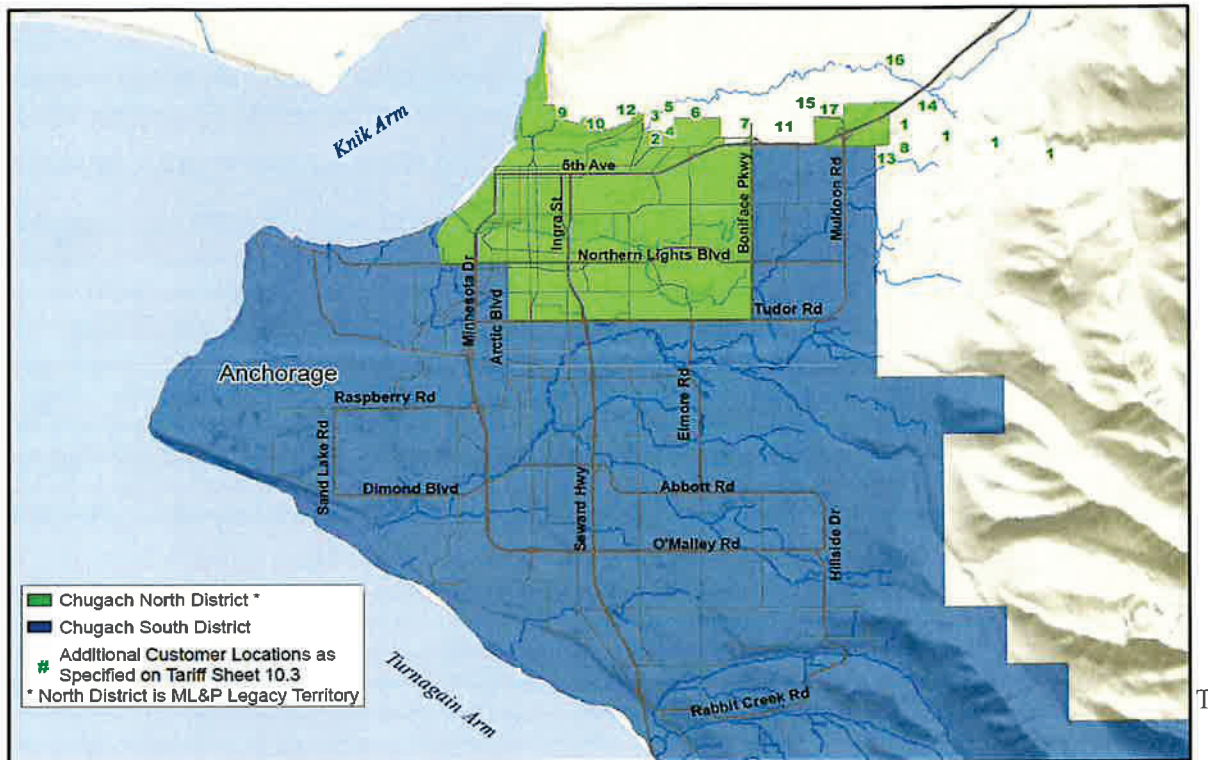 16
Knik Arm
9
10
12
3
5
4
2
6
7
11
15
17
14
1
1
1
1
8
13
5th Ave
Ingra St
Boniface Pkwy
Muldoon Rd
Northern Lights Blvd
Minnesota Dr
Arctic Blvd
Tudor Rd
Anchorage
Raspberry Rd
Elmore Rd
Sand Lake Rd
Dimond Blvd
Seward Hwy
Abbott Rd
O'Malley Rd
Hillside Dr
Chugach North District *
Chugach South District
# Additional Customer Locations as
Specified on Tariff Sheet 10.3
* North District is ML&P Legacy Territory
Turnagain Arm
Rabbit Creek Rd
T